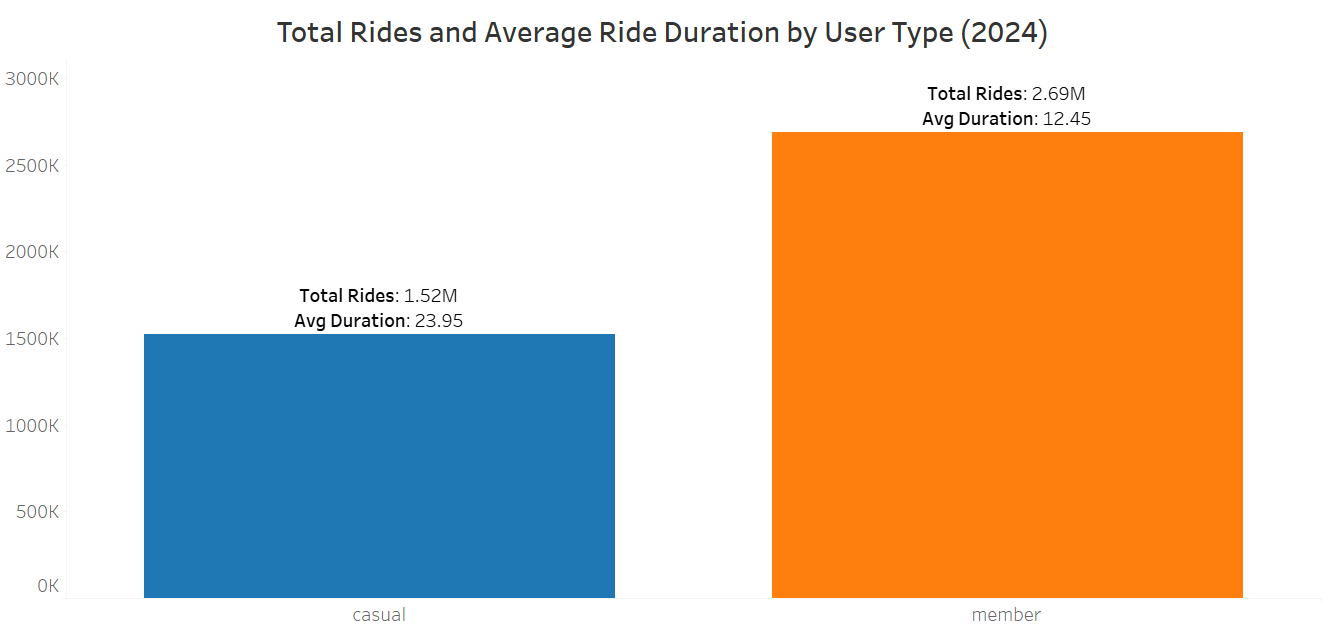 Total Rides and Average Ride Duration by User Type (2024)
3000K
Total Rides: 2.69M
Avg Duration: 12.45
2500K
2000K
Total Rides: 1.52M
Avg Duration: 23.95
1500K
1000K
500K
0K
casual
member